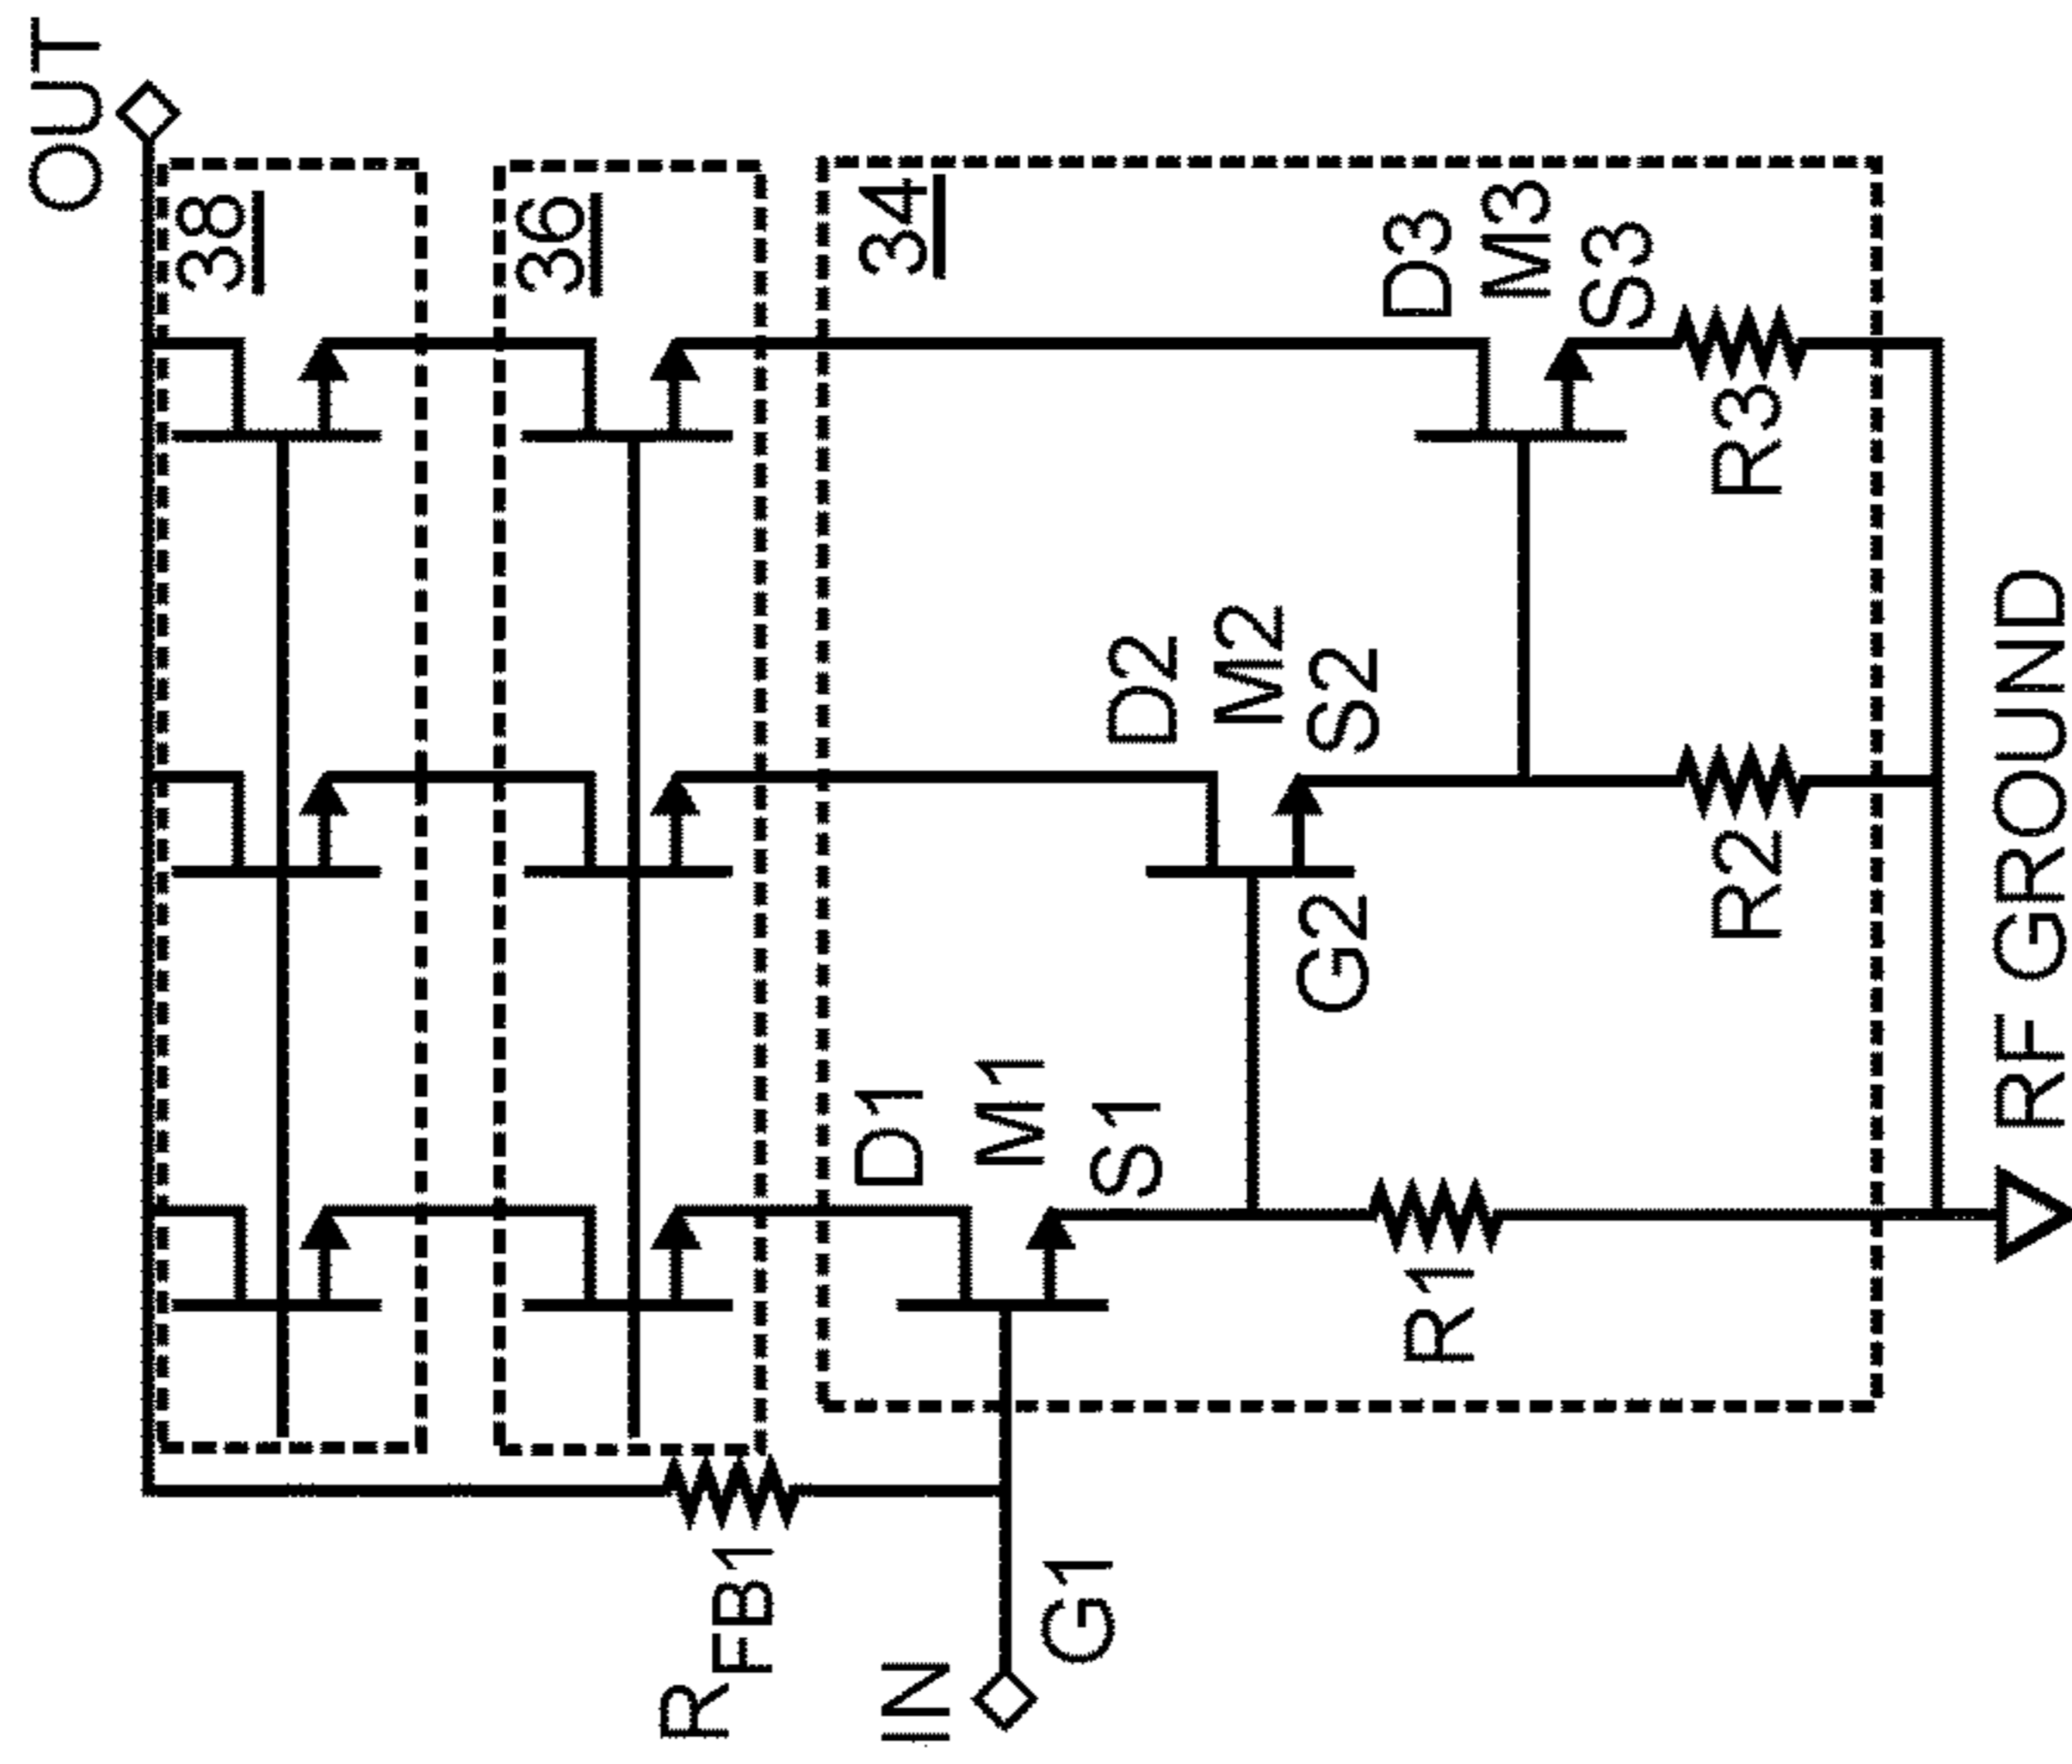 OUT
38
36
34
D3
M3
S3
R3
D2
M2
S2
G2
R2
D1
M1
S1
R1
RFB1
IN
G1
RF GROUND